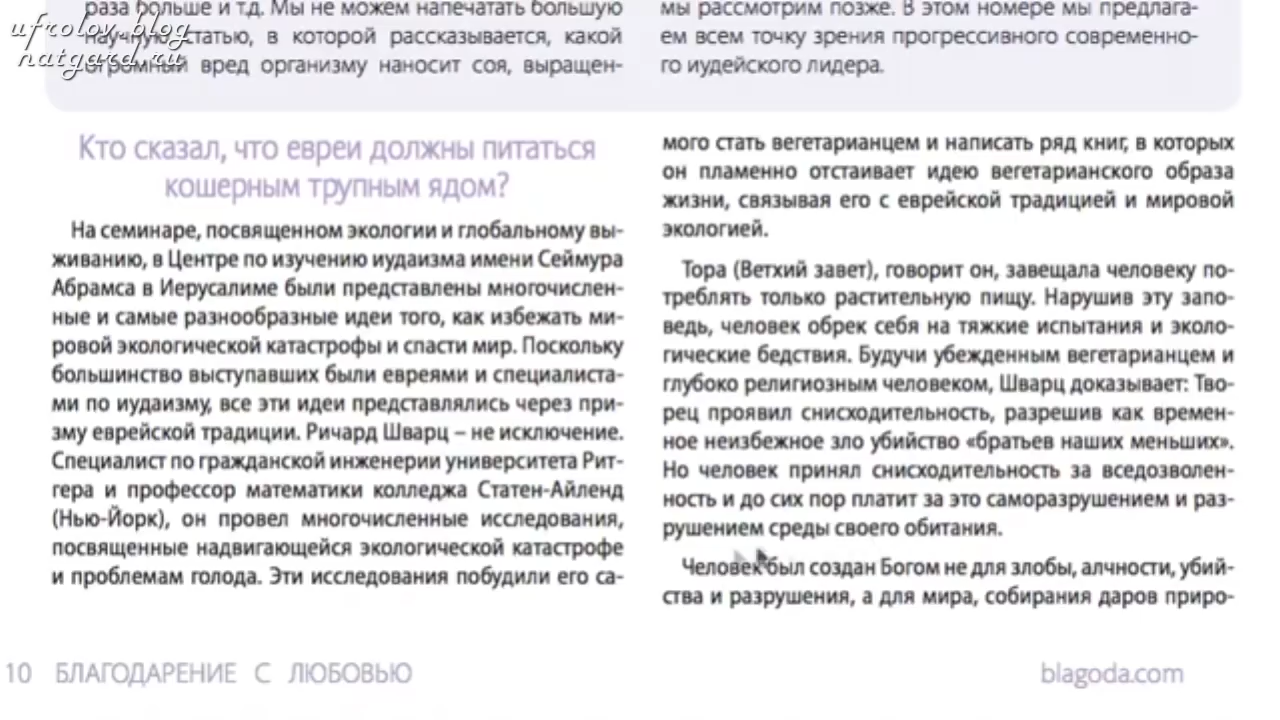 ufrolov.blog
natgard.ru
раза больше и т.д. Мы не можем напечатать большую
научную статью, в которой рассказывается, какой
огромный вред организму наносит соя, выращен-
мы рассмотрим позже. В этом номере мы предлага-
ем всем точку зрения прогрессивного современно-
го иудейского лидера.
Кто сказал, что евреи должны питаться
кошерным трупным ядом?
На семинаре, посвященном экологии и глобальному вы-
живанию, в Центре по изучению иудаизма имени Сеймура
Абрамса в Иерусалиме были представлены многочислен-
ные и самые разнообразные идеи того, как избежать ми-
ровой экологической катастрофы и спасти мир. Поскольку
большинство выступавших были евреями и специалиста-
ми по иудаизму, все эти идеи представлялись через при-
зму еврейской традиции. Ричард Шварц – не исключение.
Специалист по гражданской инженерии университета Рит-
гера и профессор математики колледжа Статен-Айленд
(Нью-Йорк), он провел многочисленные исследования,
посвященные надвигающейся экологической катастрофе
и проблемам голода. Эти исследования побудили его са-
мого стать вегетарианцем и написать ряд книг, в которых
он пламенно отстаивает идею вегетарианского образа
жизни, связывая его с еврейской традицией и мировой
экологией.
Тора (Ветхий завет), говорит он, завещала человеку по-
треблять только растительную пищу. Нарушив эту запо-
ведь, человек обрек себя на тяжкие испытания и эколо-
гические бедствия. Будучи убежденным вегетарианцем и
глубоко религиозным человеком, Шварц доказывает: Тво-
рец проявил снисходительность, разрешив как времен-
ное неизбежное зло убийство «братьев наших меньших».
Но человек принял снисходительность за вседозволен-
ность и до сих пор платит за это саморазрушением и раз-
рушением среды своего обитания.
Человек был создан Богом не для злобы, алчности, убий-
ства и разрушения, а для мира, собирания даров приро-
10 БЛАГОДАРЕНИЕ С ЛЮБОВЬЮ
blagoda.com